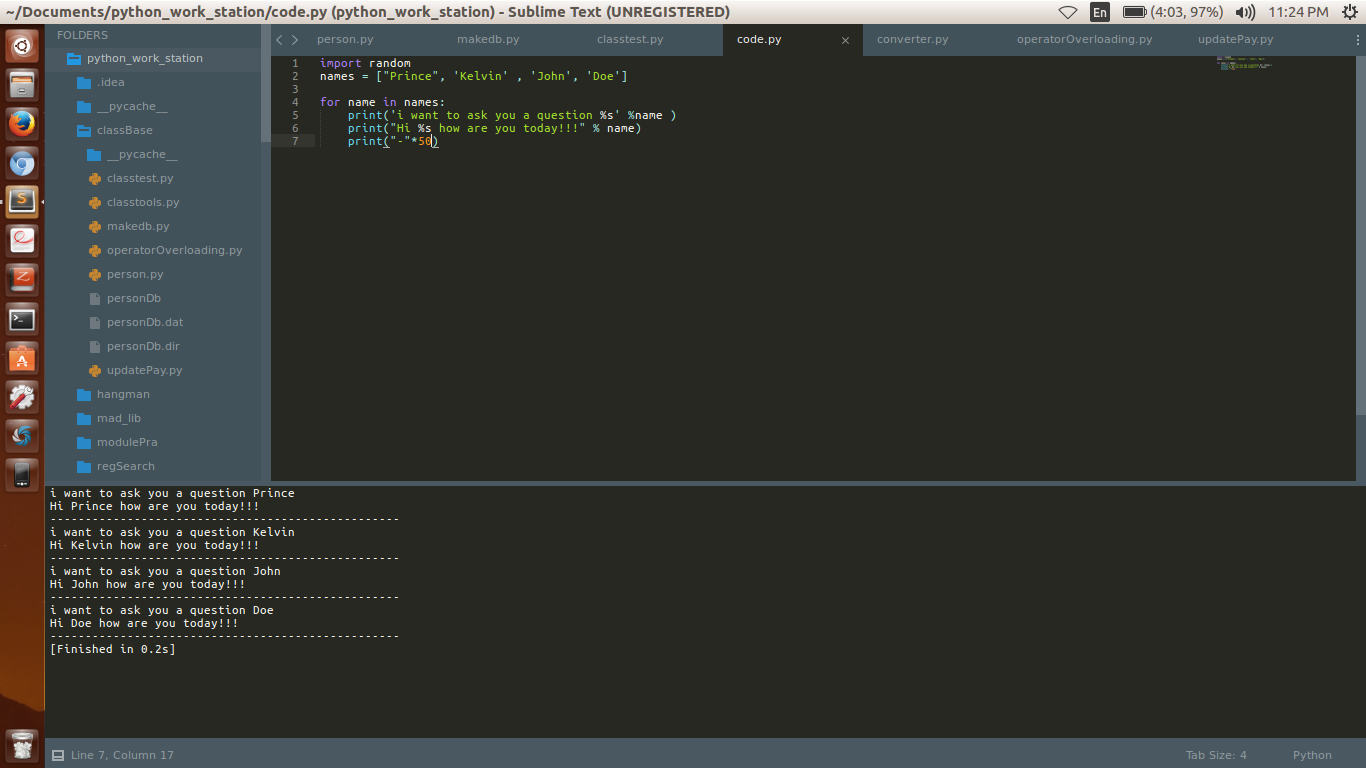 ~/Documents/python_work_station/code.py (python_work_station) - Sublime Text (UNREGISTERED)
En
(4:03, 97%)
11:24 PM
FOLDERS
python_work_station
.idea
__pycache__
classBase
__pycache__
classtest.py
classtools.py
makedb.py
operatorOverloading.py
person.py
personDb
personDb.dat
personDb.dir
updatePay.py
hangman
mad_lib
modulePra
regSearch
person.py
makedb.py
classtest.py
code.py
converter.py
operatorOverloading.py
updatePay.py
1 import random
2 names = ["Prince", 'Kelvin' , 'John', 'Doe']
3
4 for name in names:
5     print('i want to ask you a question %s' %name )
6     print("Hi %s how are you today!!!" % name)
7     print("-"*50)
i want to ask you a question Prince
Hi Prince how are you today!!!
--------------------------------------------------
i want to ask you a question Kelvin
Hi Kelvin how are you today!!!
--------------------------------------------------
i want to ask you a question John
Hi John how are you today!!!
--------------------------------------------------
i want to ask you a question Doe
Hi Doe how are you today!!!
--------------------------------------------------
[Finished in 0.2s]
Line 7, Column 17
Tab Size: 4
Python